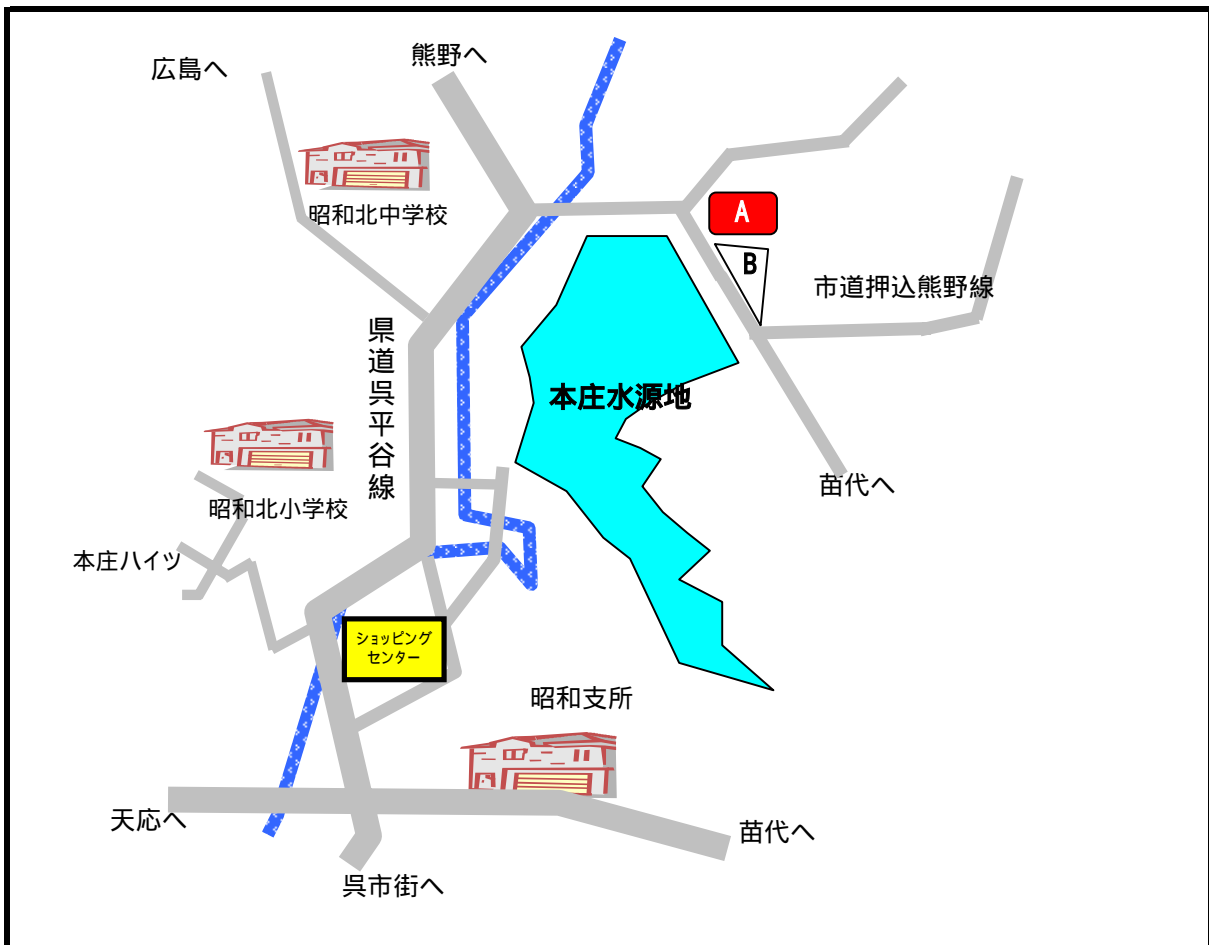 熊野へ
広島へ
昭和北中学校
A
B
市道押込熊野線
県道呉平谷線
本庄水源地
苗代へ
昭和北小学校
本庄ハイツ
ショッピング
センター
昭和支所
天応へ
苗代へ
呉市街へ